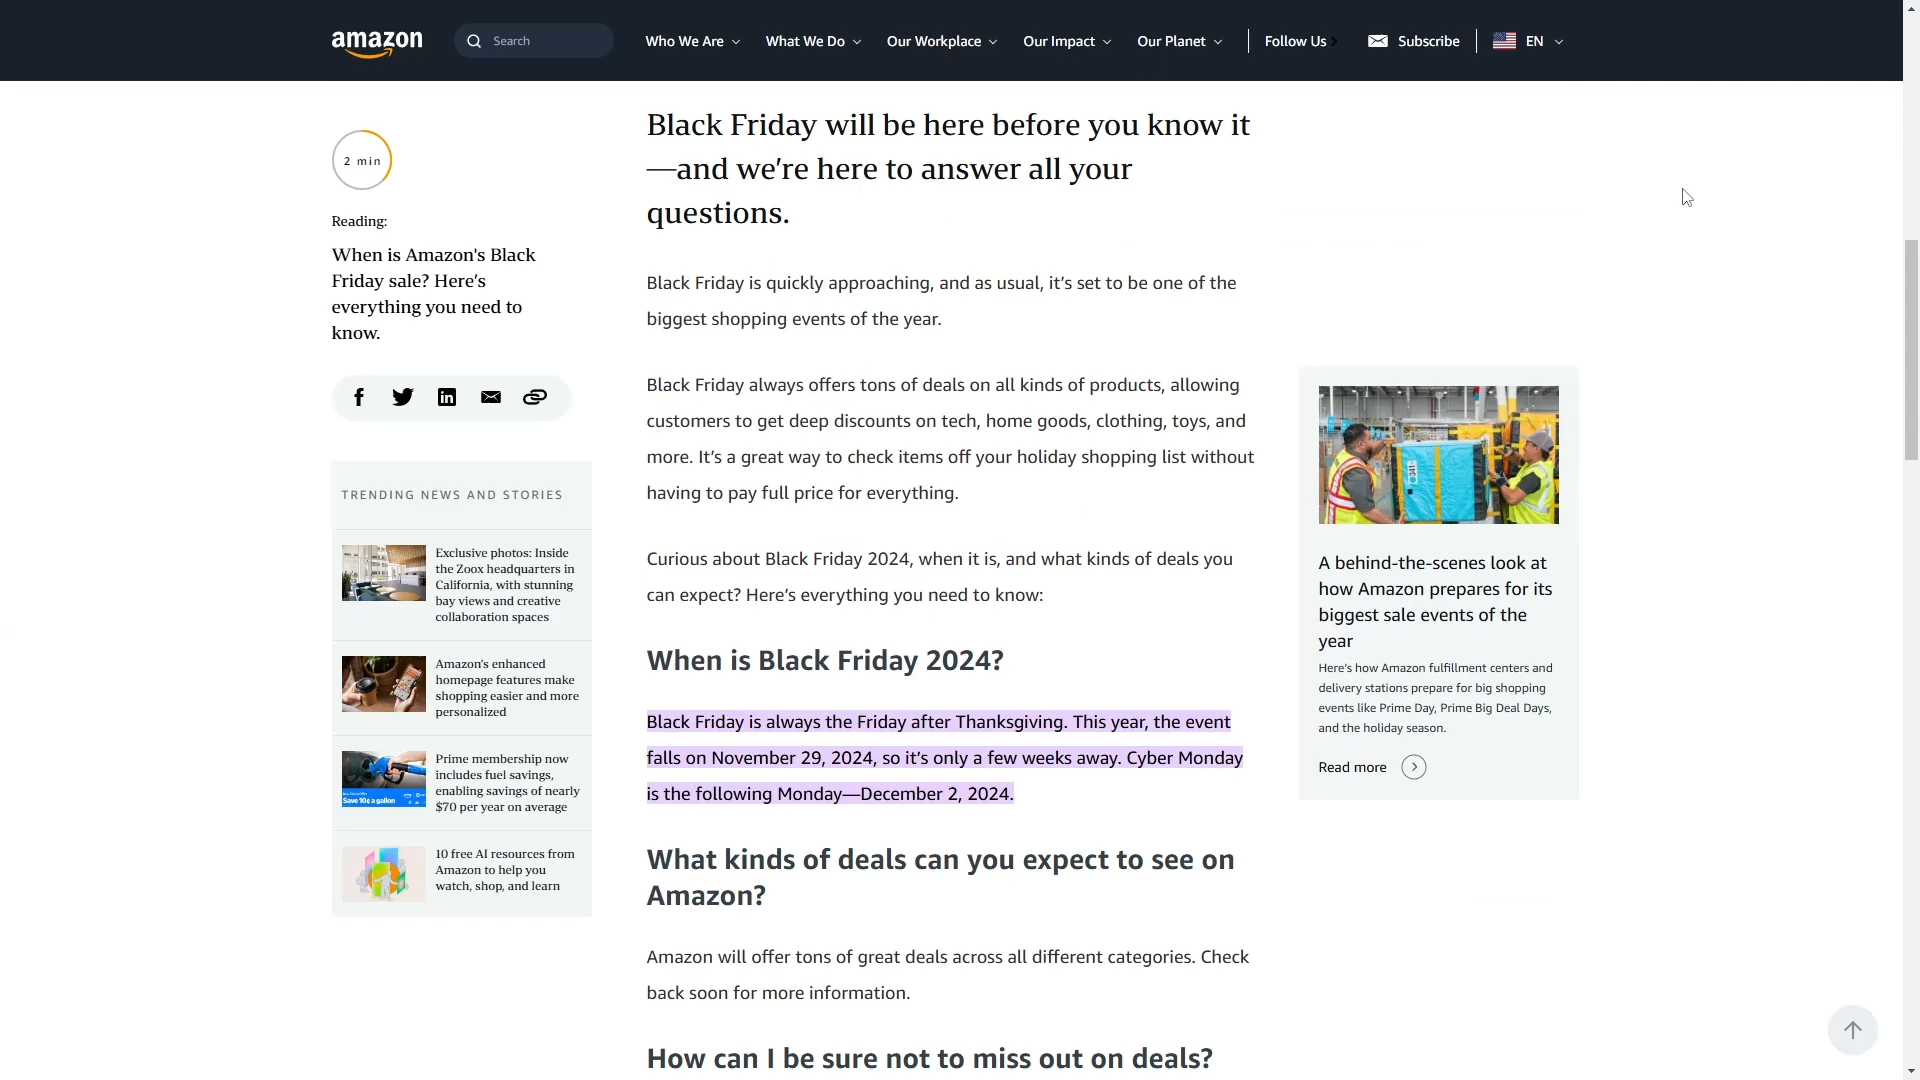 amazon
Search
Who We Are
What We Do
Our Workplace
Our Impact
Our Planet
Follow Us
Subscribe
EN
2 min
Reading:
When is Amazon's Black
Friday sale? Here’s
everything you need to
know.
TRENDING NEWS AND STORIES
Exclusive photos: Inside
the Zoox headquarters in
California, with stunning
bay views and creative
collaboration spaces
Amazon’s enhanced
homepage features make
shopping easier and more
personalized
Save 10¢ a gallon
Prime membership now
includes fuel savings,
enabling savings of nearly
$70 per year on average
10 free AI resources from
Amazon to help you
watch, shop, and learn
Black Friday will be here before you know it
—and we’re here to answer all your
questions.
Black Friday is quickly approaching, and as usual, it’s set to be one of the
biggest shopping events of the year.
Black Friday always offers tons of deals on all kinds of products, allowing
customers to get deep discounts on tech, home goods, clothing, toys, and
more. It’s a great way to check items off your holiday shopping list without
having to pay full price for everything.
Curious about Black Friday 2024, when it is, and what kinds of deals you
can expect? Here’s everything you need to know:
When is Black Friday 2024?
Black Friday is always the Friday after Thanksgiving. This year, the event
falls on November 29, 2024, so it’s only a few weeks away. Cyber Monday
is the following Monday—December 2, 2024.
What kinds of deals can you expect to see on
Amazon?
Amazon will offer tons of great deals across all different categories. Check
back soon for more information.
How can I be sure not to miss out on deals?
A behind-the-scenes look at
how Amazon prepares for its
biggest sale events of the
year
Here’s how Amazon fulfillment centers and
delivery stations prepare for big shopping
events like Prime Day, Prime Big Deal Days,
and the holiday season.
Read more